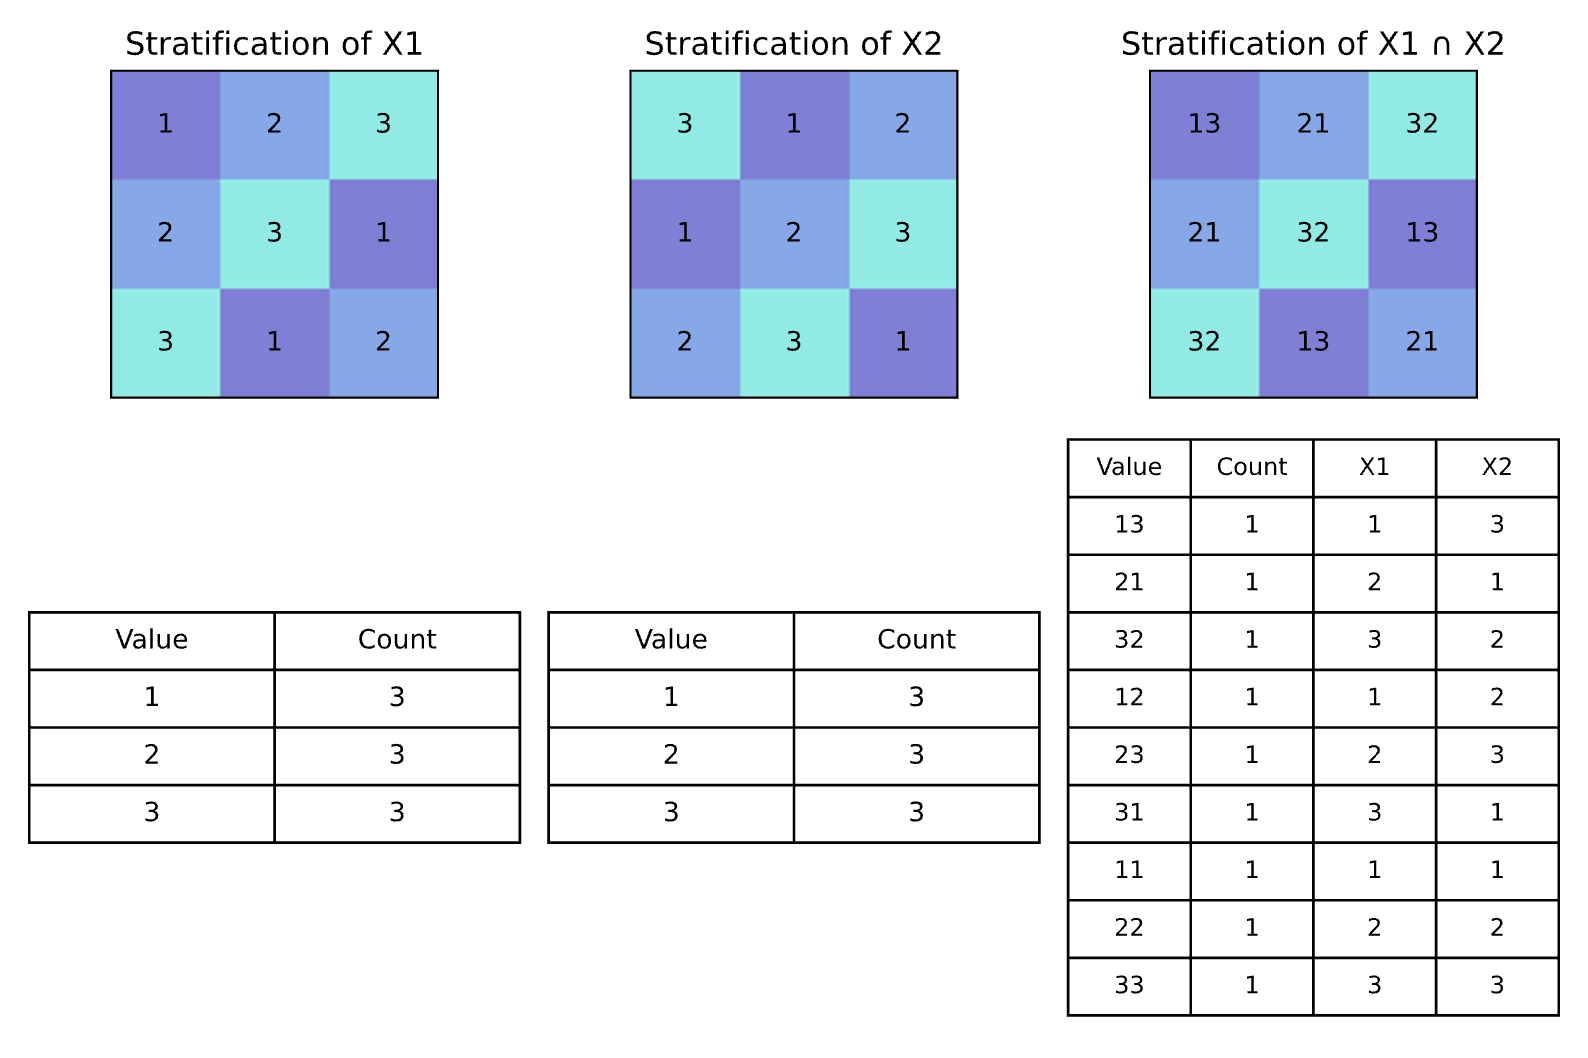 Stratification of X1
1 2 3
2 3 1
3 1 2
Stratification of X2
3 1 2
1 2 3
2 3 1
Stratification of X1 ∩ X2
13 21 32
21 32 13
32 13 21
Value Count
1 3
2 3
3 3
Value Count
1 3
2 3
3 3
Value Count X1 X2
13 1 1 3
21 1 2 1
32 1 3 2
12 1 1 2
23 1 2 3
31 1 3 1
11 1 1 1
22 1 2 2
33 1 3 3